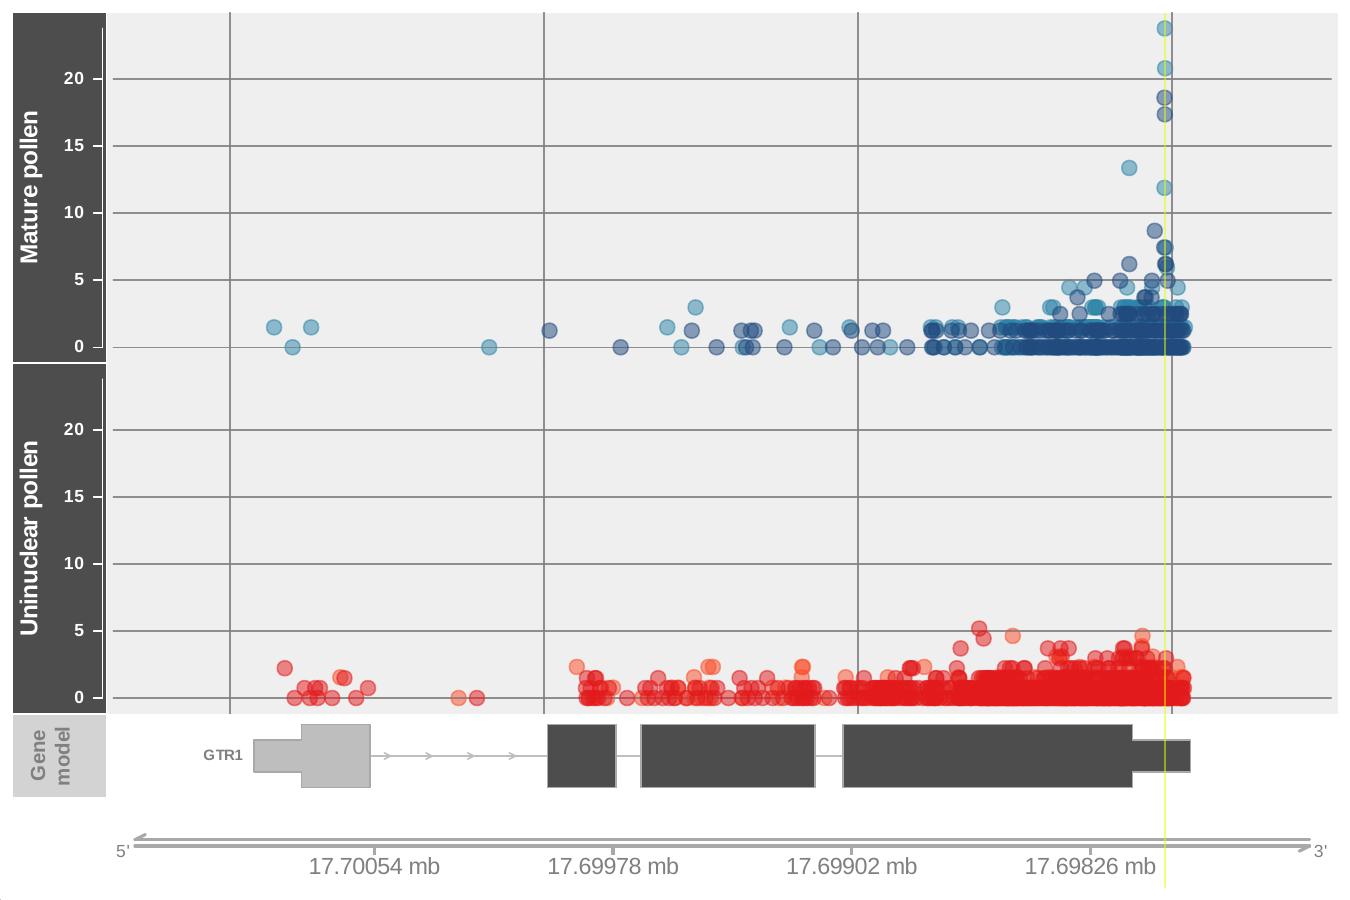 Mature pollen
20
15
10
5
0
Uninuclear pollen
20
15
10
5
0
Gene
model
GTR1
5'
3'
17.70054 mb
17.69978 mb
17.69902 mb
17.69826 mb